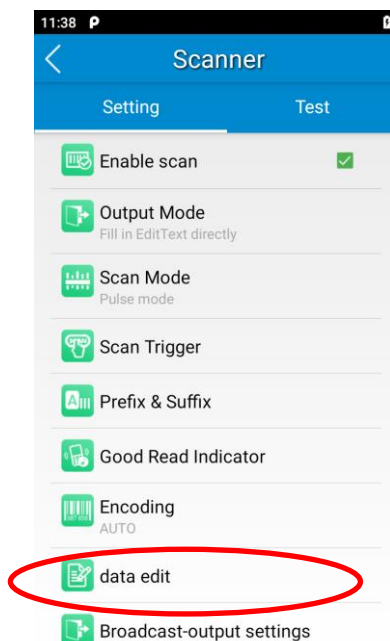 11:38 P
Scanner
Setting Test
Enable scan
Output Mode
Fill in EditText directly
Scan Mode
Pulse mode
Scan Trigger
Prefix & Suffix
Good Read Indicator
Encoding
AUTO
data edit
Broadcast-output settings